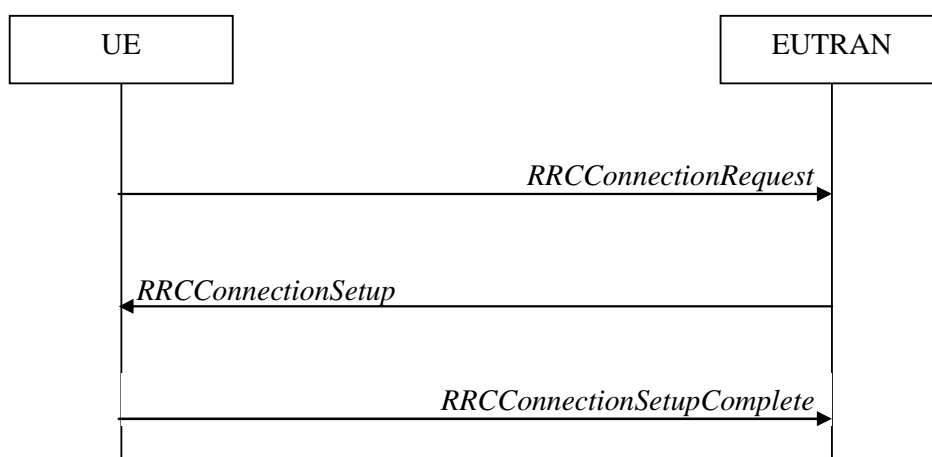 UE
EUTRAN
RRCConnectionRequest
RRCConnectionSetup
RRCConnectionSetupComplete